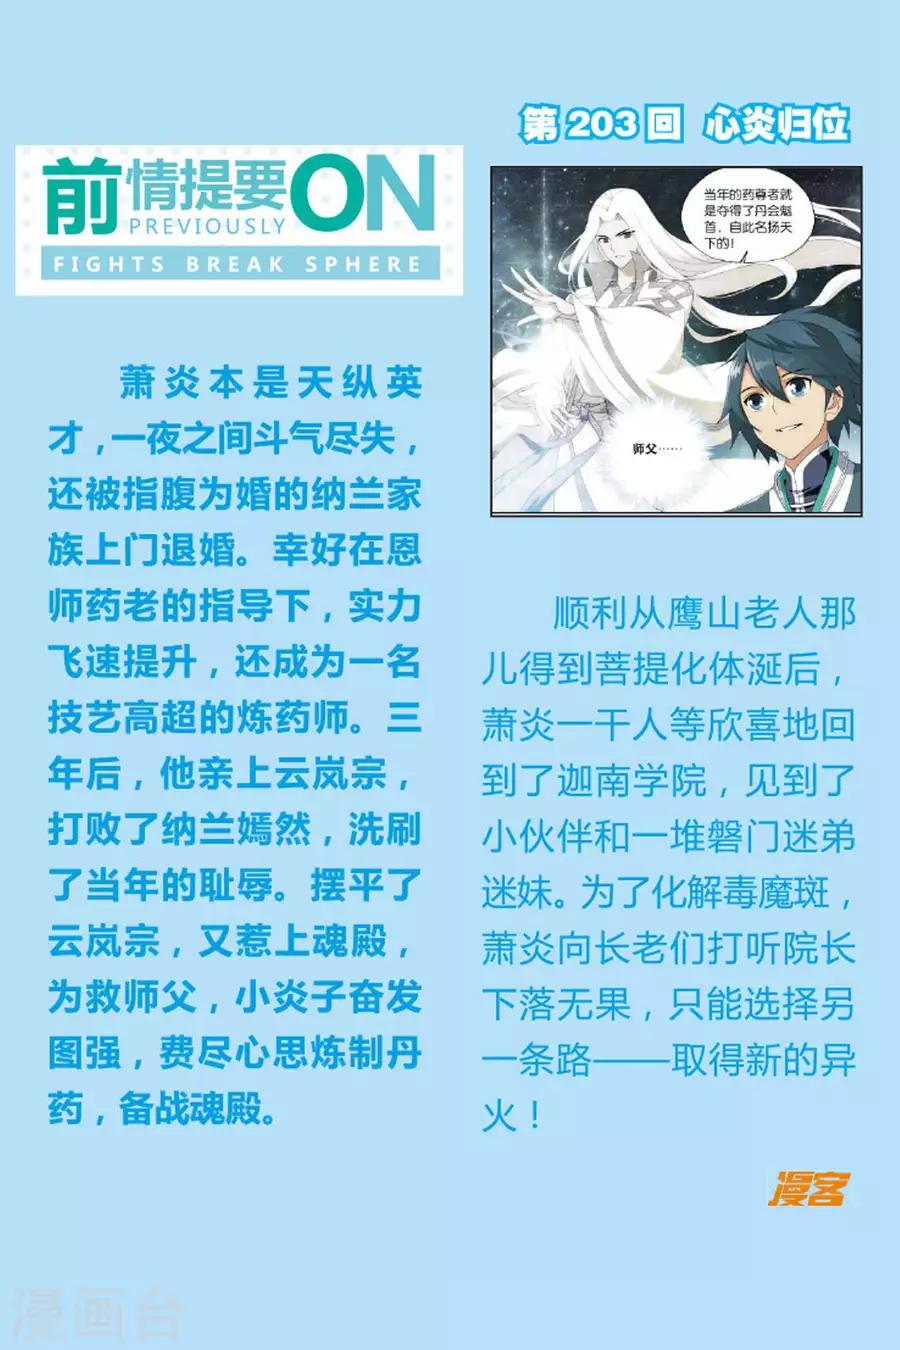 前情提要ON
PREVIOUSLY
FIGHTS BREAK SPHERE
萧炎本是天纵英
才，一夜之间斗气尽失，
还被指腹为婚的纳兰家
族上门退婚。幸好在恩
师药老的指导下，实力
飞速提升，还成为一名
技艺高超的炼药师。三
年后，他亲上云岚宗，
打败了纳兰嫣然，洗刷
了当年的耻辱。摆平了
云岚宗，又惹上魂殿，
为救师父，小炎子奋发
图强，费尽心思炼制丹
药，备战魂殿。
第203回 心炎归位
当年的药尊者就
是夺得了丹会魁
首，自此名扬天
下的！
师父……
顺利从鹰山老人那
儿得到菩提化体涎后，
萧炎一干人等欣喜地回
到了迦南学院，见到了
小伙伴和一堆磐门迷弟
迷妹。为了化解毒魔斑，
萧炎向长老们打听院长
下落无果，只能选择另
一条路——取得新的异
火！
漫客
漫画台